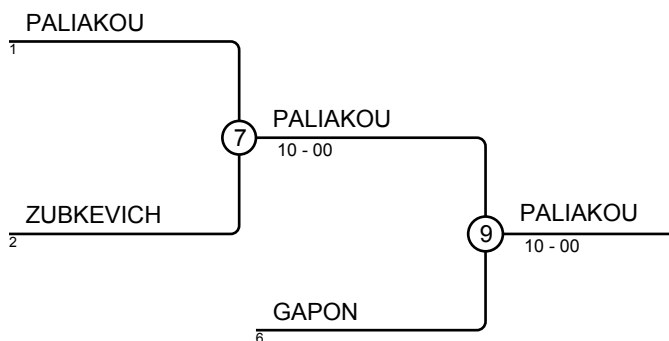 PALIAKOU
1
7
PALIAKOU
10 - 00
ZUBKEVICH
2
9
PALIAKOU
10 - 00
GAPON
6